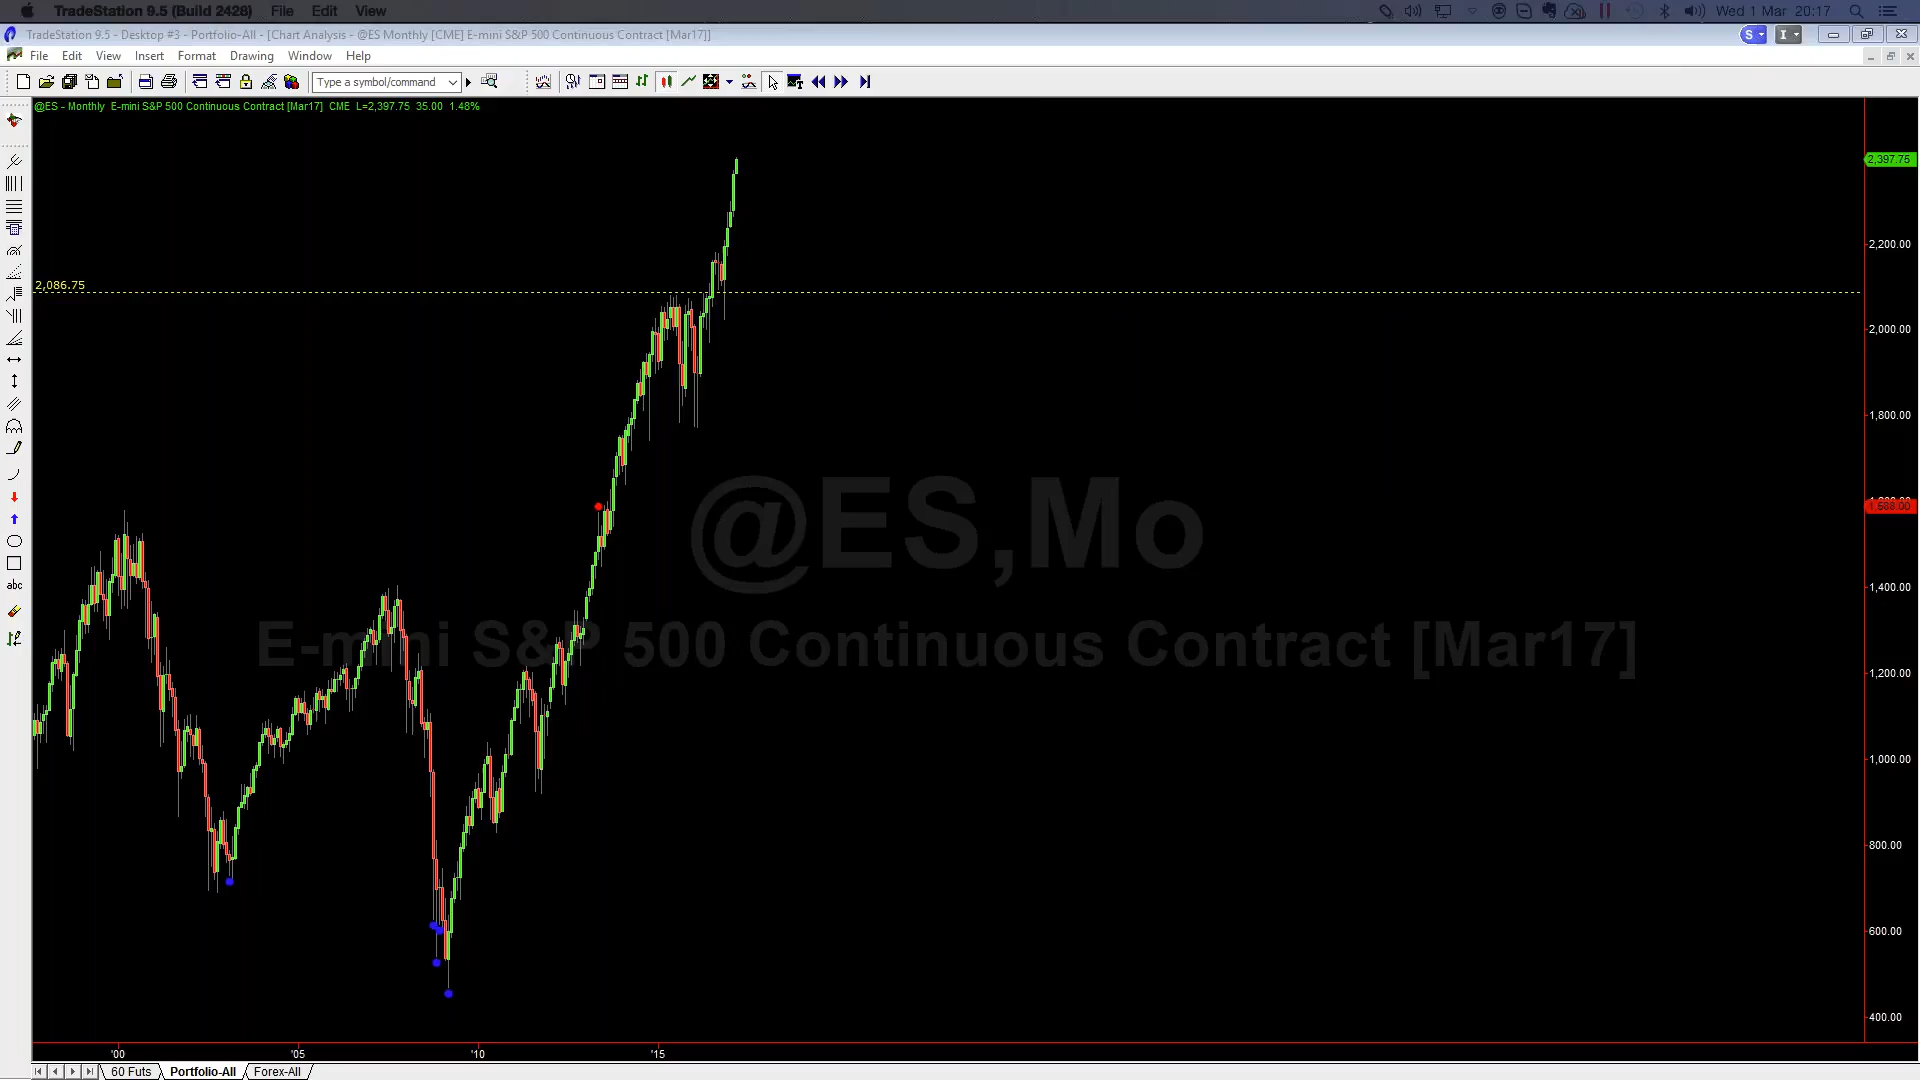 TradeStation 9.5 (Build 2428) File Edit View Wed 1 Mar 20:17
TradeStation 9.5 - Desktop #3 - Portfolio-All - [Chart Analysis - @ES Monthly [CME] E-mini S&P 500 Continuous Contract [Mar17]] S I
File Edit View Insert Format Drawing Window Help
Type a symbol/command
@ES - Monthly E-mini S&P 500 Continuous Contract [Mar17] CME L=2,397.75 35.00 1.48%
2,397.75
2,200.00
2,086.75
2,000.00
1,800.00
1,588.00
@ES,Mo
abc
1,400.00
E-mini S&P 500 Continuous Contract [Mar17]
1,200.00
1,000.00
800.00
600.00
400.00
'00 '05 '10 '15
60 Futs Portfolio-All Forex-All